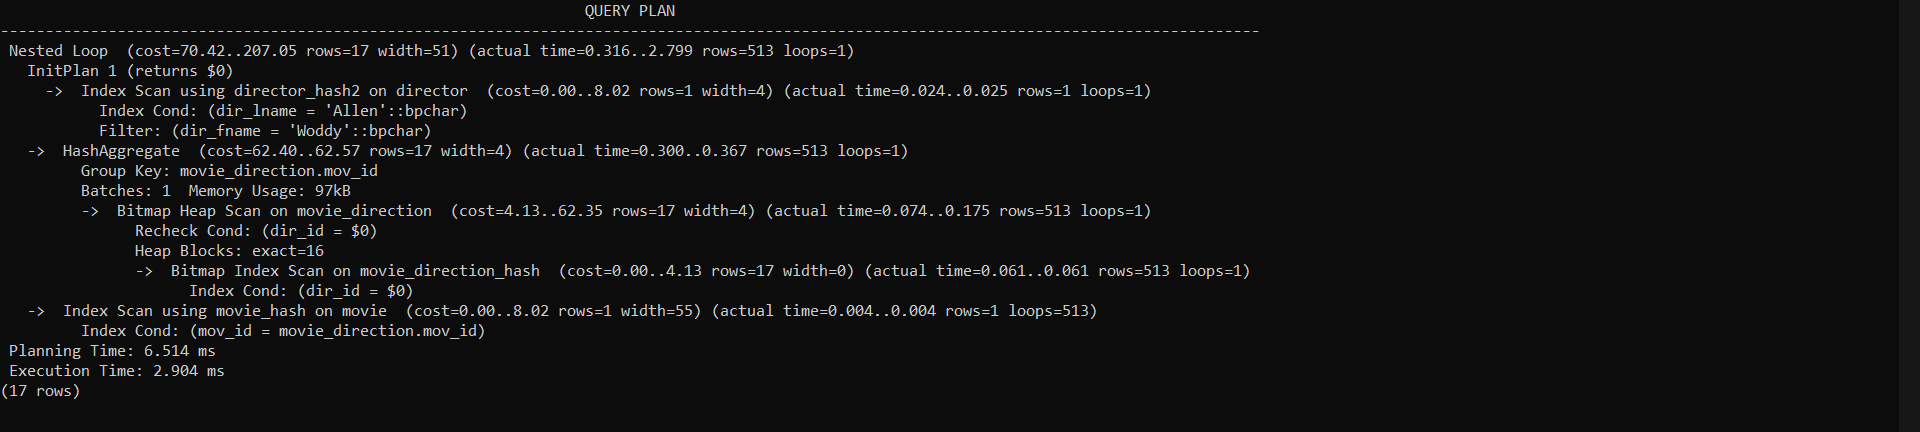 QUERY PLAN
--------------------------------------------------------------------------------------------------------------------------------------------
Nested Loop  (cost=70.42..207.05 rows=17 width=51) (actual time=0.316..2.799 rows=513 loops=1)
  InitPlan 1 (returns $0)
    ->  Index Scan using director_hash2 on director  (cost=0.00..8.02 rows=1 width=4) (actual time=0.024..0.025 rows=1 loops=1)
          Index Cond: (dir_lname = 'Allen'::bpchar)
          Filter: (dir_fname = 'Woddy'::bpchar)
  ->  HashAggregate  (cost=62.40..62.57 rows=17 width=4) (actual time=0.300..0.367 rows=513 loops=1)
        Group Key: movie_direction.mov_id
        Batches: 1  Memory Usage: 97kB
        ->  Bitmap Heap Scan on movie_direction  (cost=4.13..62.35 rows=17 width=4) (actual time=0.074..0.175 rows=513 loops=1)
              Recheck Cond: (dir_id = $0)
              Heap Blocks: exact=16
              ->  Bitmap Index Scan on movie_direction_hash  (cost=0.00..4.13 rows=17 width=0) (actual time=0.061..0.061 rows=513 loops=1)
                    Index Cond: (dir_id = $0)
  ->  Index Scan using movie_hash on movie  (cost=0.00..8.02 rows=1 width=55) (actual time=0.004..0.004 rows=1 loops=513)
        Index Cond: (mov_id = movie_direction.mov_id)
Planning Time: 6.514 ms
Execution Time: 2.904 ms
(17 rows)